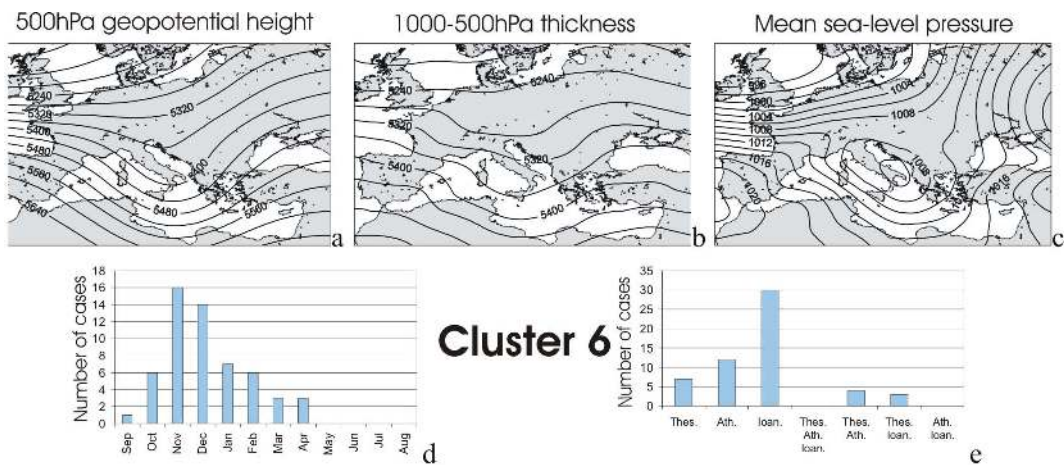 500hPa geopotential height
1000-500hPa thickness
Mean sea-level pressure
5240
5320
5400
5480
5560
5640
5320
5480
5560
a
5240
5320
5400
5240
5320
5400
b
996
1000
1004
1008
1012
1016
1020
1004
1008
1008
1016
c
Number of cases
18
16
14
12
10
8
6
4
2
0
Sep
Oct
Nov
Dec
Jan
Feb
Mar
Apr
May
Jun
Jul
Aug
d
Cluster 6
Number of cases
35
30
25
20
15
10
5
0
Thes.
Ath.
Ioan.
Thes.
Ath.
Ioan.
Thes.
Ath.
Thes.
Ioan.
Ath.
Ioan.
e